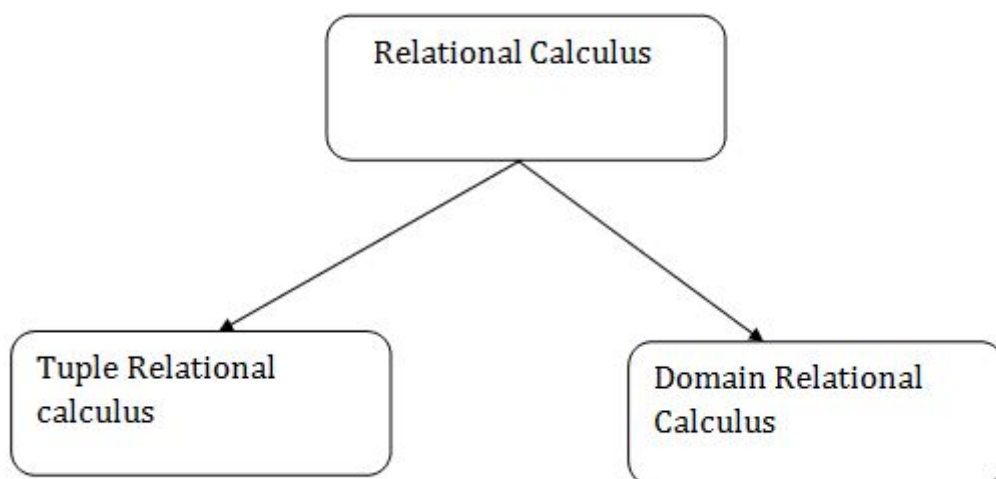 Relational Calculus
Tuple Relational
calculus
Domain Relational
Calculus